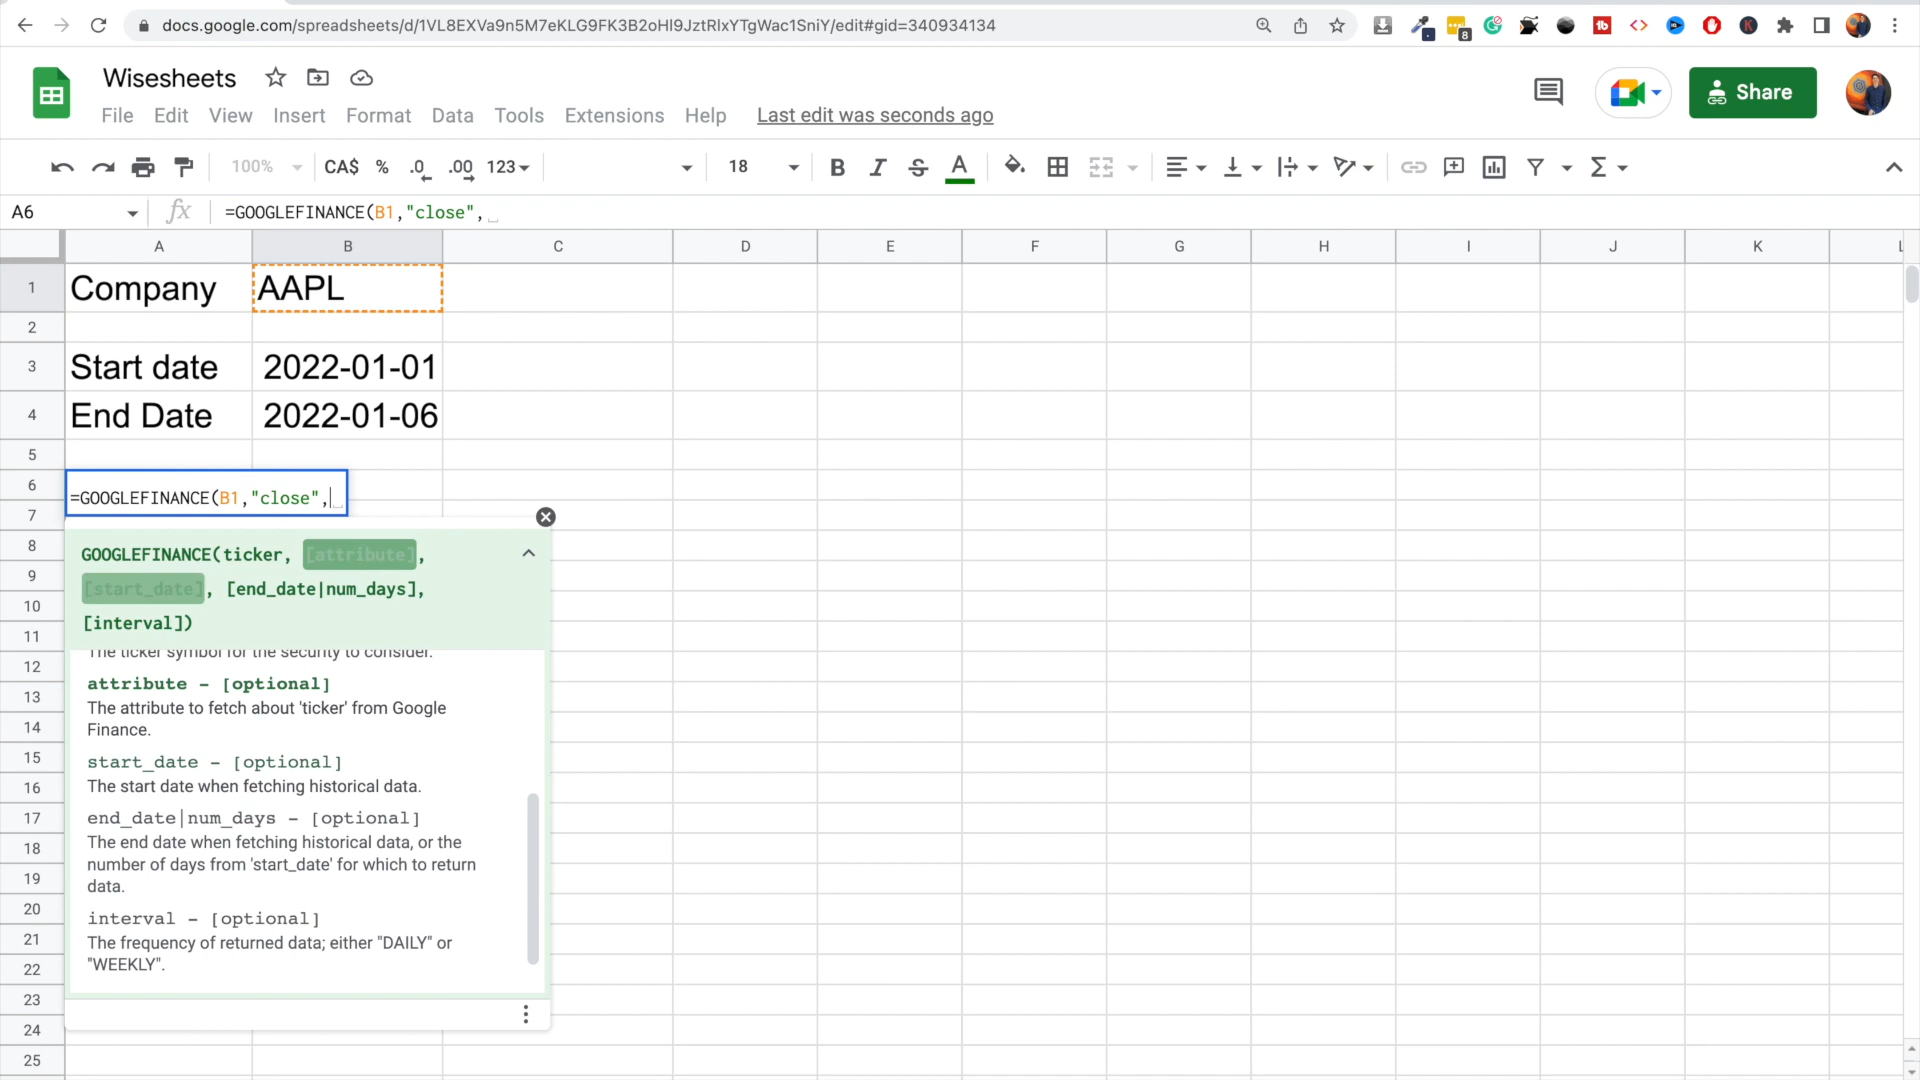 docs.google.com/spreadsheets/d/1VL8EXVa9n5M7eKLG9FK3B2oHI9JztRlxYTgWac1SniY/edit#gid=340934134
8
Wisesheets
File Edit View Insert Format Data Tools Extensions Help Last edit was seconds ago
Share
100% CA$ % .0 .00 123 18 B I S A Σ
A6 fx =GOOGLEFINANCE(B1,"close",
A B C D E F G H I J K L
1 Company AAPL
2
3 Start date 2022-01-01
4 End Date 2022-01-06
5
6 =GOOGLEFINANCE(B1,"close",
7
8 GOOGLEFINANCE(ticker, [attribute],
9 [start_date], [end_date|num_days],
10
11 [interval])
12 The ticker symbol for the security to consider.
13 attribute - [optional]
The attribute to fetch about 'ticker' from Google
14 Finance.
15 start_date - [optional]
16 The start date when fetching historical data.
17 end_date|num_days - [optional]
18 The end date when fetching historical data, or the
number of days from 'start_date' for which to return
19 data.
20 interval - [optional]
21 The frequency of returned data; either "DAILY" or
22 "WEEKLY".
23
24
25